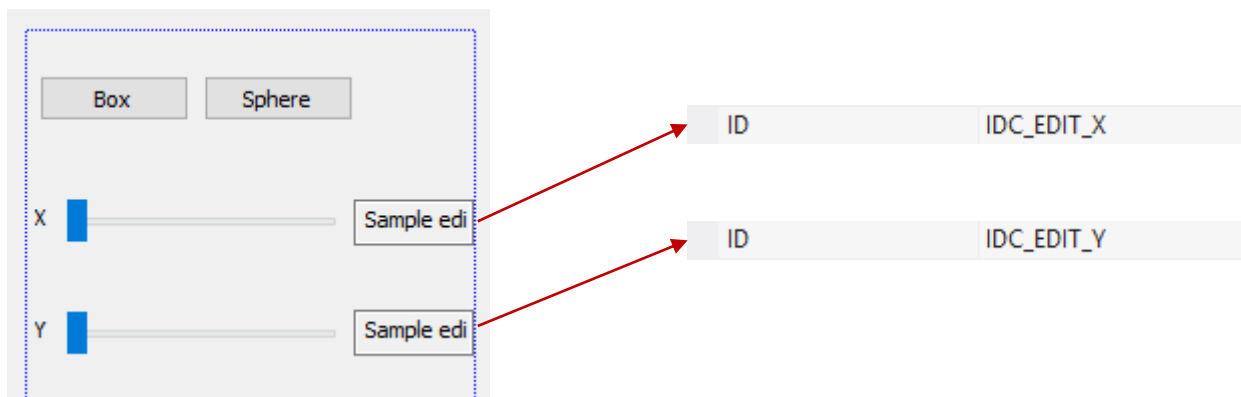 Box Sphere
ID IDC_EDIT_X
X Sample edi
ID IDC_EDIT_Y
Y Sample edi